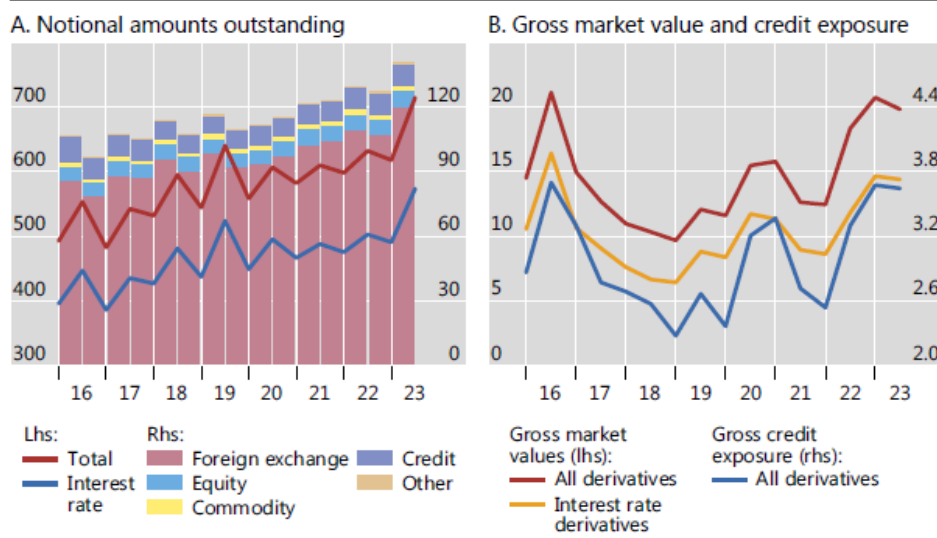 A. Notional amounts outstanding
700 120
600 90
500 60
400 30
300 0
16 17 18 19 20 21 22 23
Lhs:
Total
Interest
rate
Rhs:
Foreign exchange
Equity
Commodity
Credit
Other
B. Gross market value and credit exposure
20 4.4
15 3.8
10 3.2
5 2.6
0 2.0
16 17 18 19 20 21 22 23
Gross market
values (lhs):
All derivatives
Interest rate
derivatives
Gross credit
exposure (rhs):
All derivatives